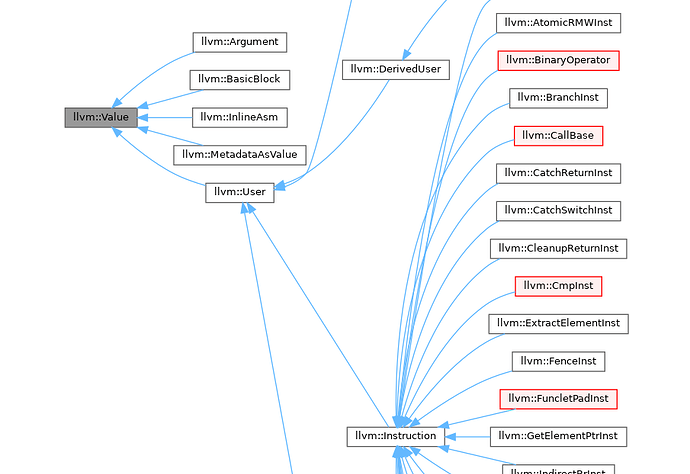 llvm::AtomicRMWInst
llvm::Argument
llvm::BinaryOperator
llvm::DerivedUser
llvm::BasicBlock
llvm::BranchInst
llvm::Value
llvm::InlineAsm
llvm::CallBase
llvm::MetadataAsValue
llvm::CatchReturnInst
llvm::User
llvm::CatchSwitchInst
llvm::CleanupReturnInst
llvm::CmpInst
llvm::ExtractElementInst
llvm::FenceInst
llvm::FuncletPadInst
llvm::Instruction
llvm::GetElementPtrInst
llvm::IndirectBrInst